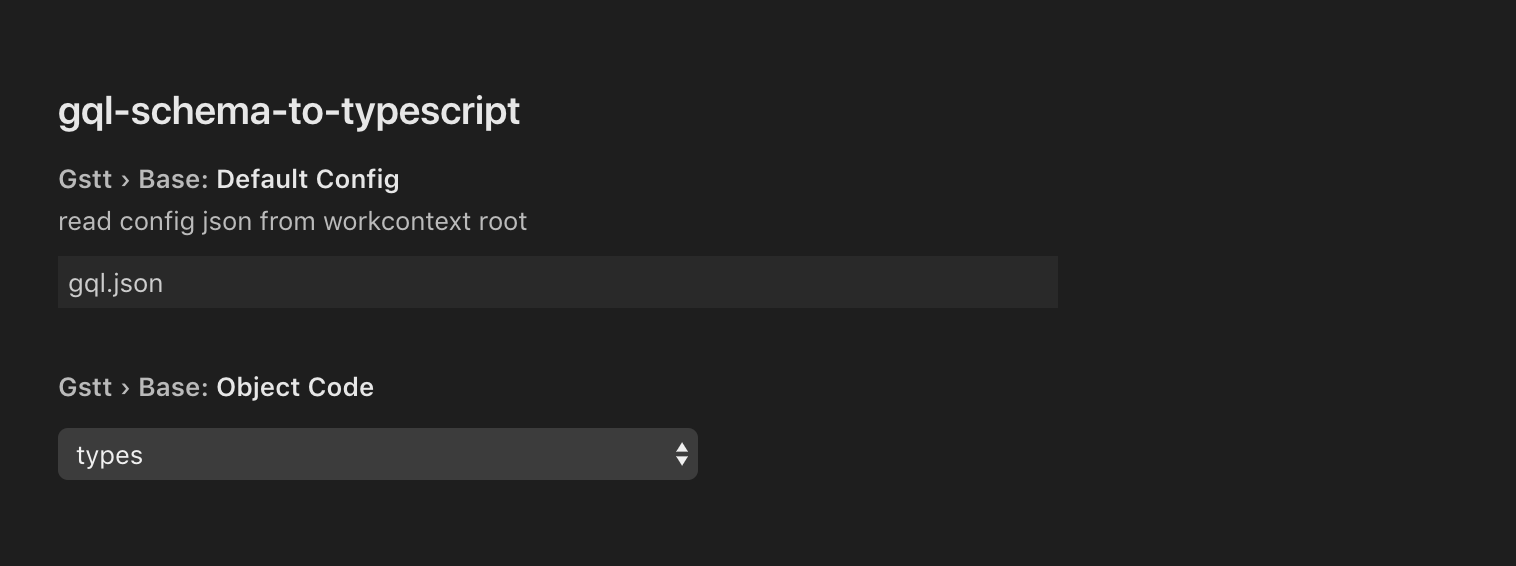 gql-schema-to-typescript
Gstt › Base: Default Config
read config json from workcontext root
gql.json
Gstt › Base: Object Code
types